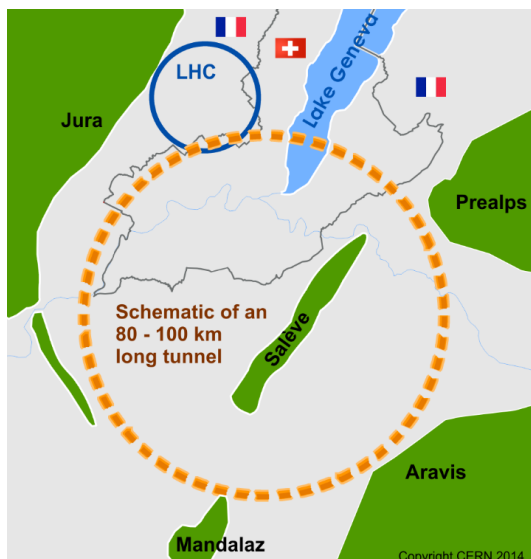 LHC
Lake Geneva
Jura
Prealps
Schematic of an
80 - 100 km
long tunnel
Salève
Aravis
Mandalaz
Copyright CERN 2014